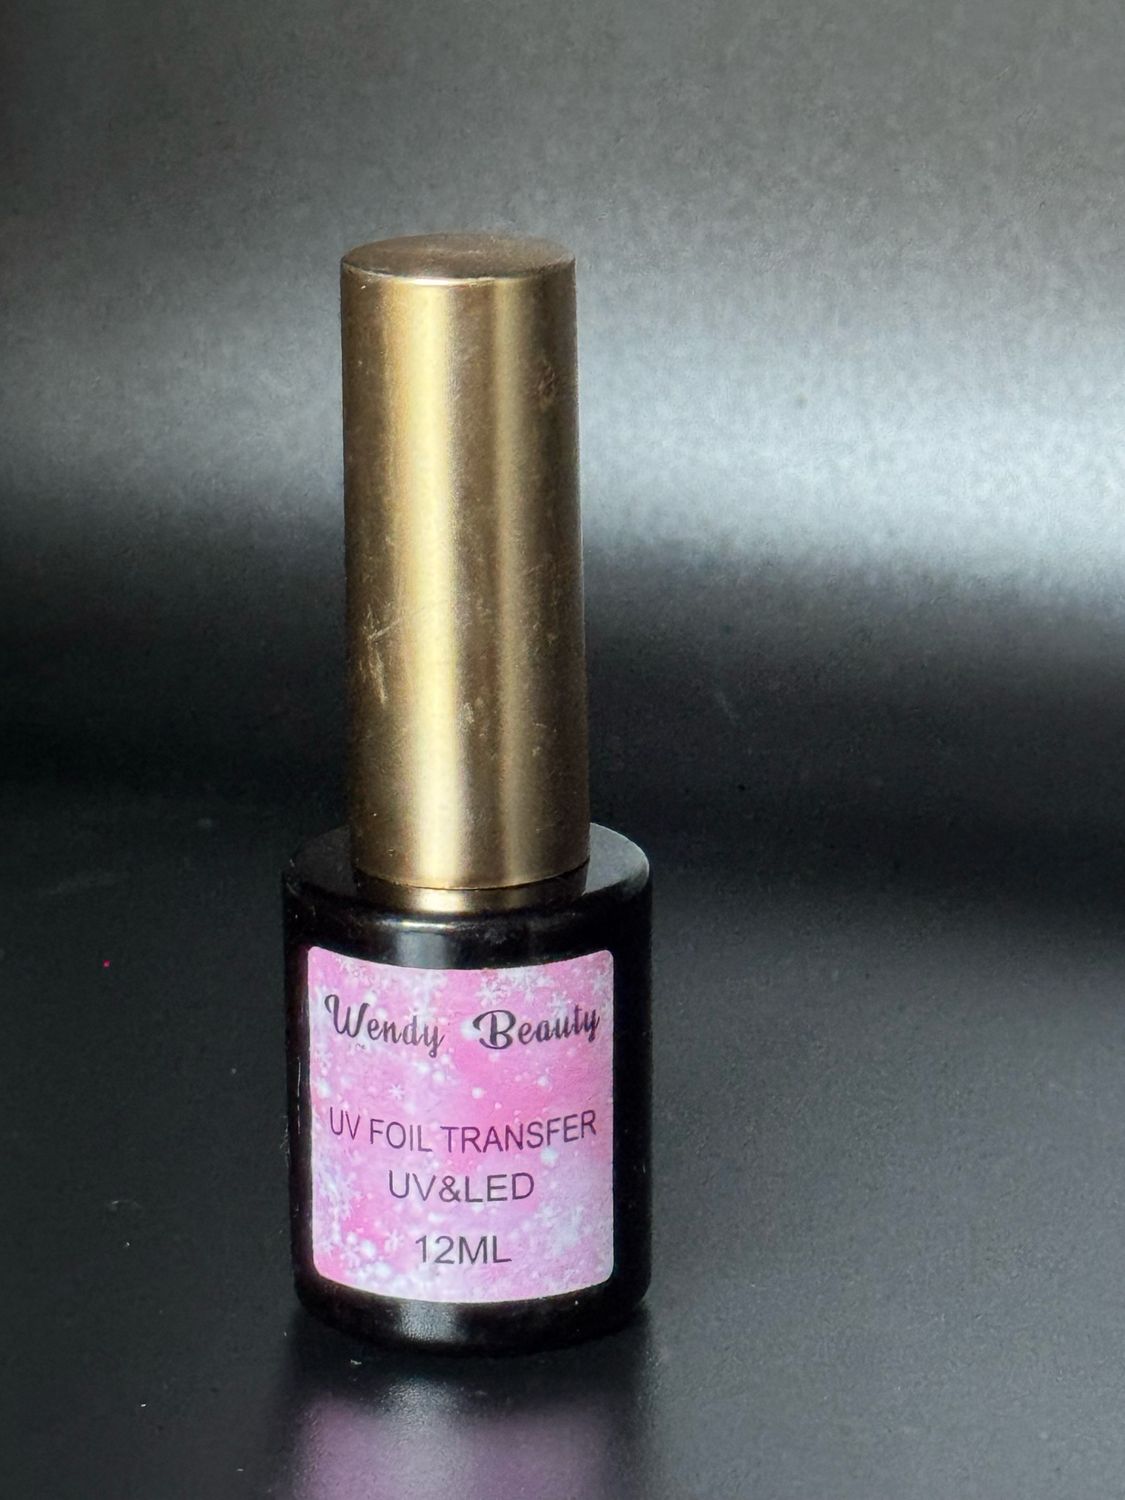 Wendy Beauty
UV FOIL TRANSFER
UV&LED
12ML